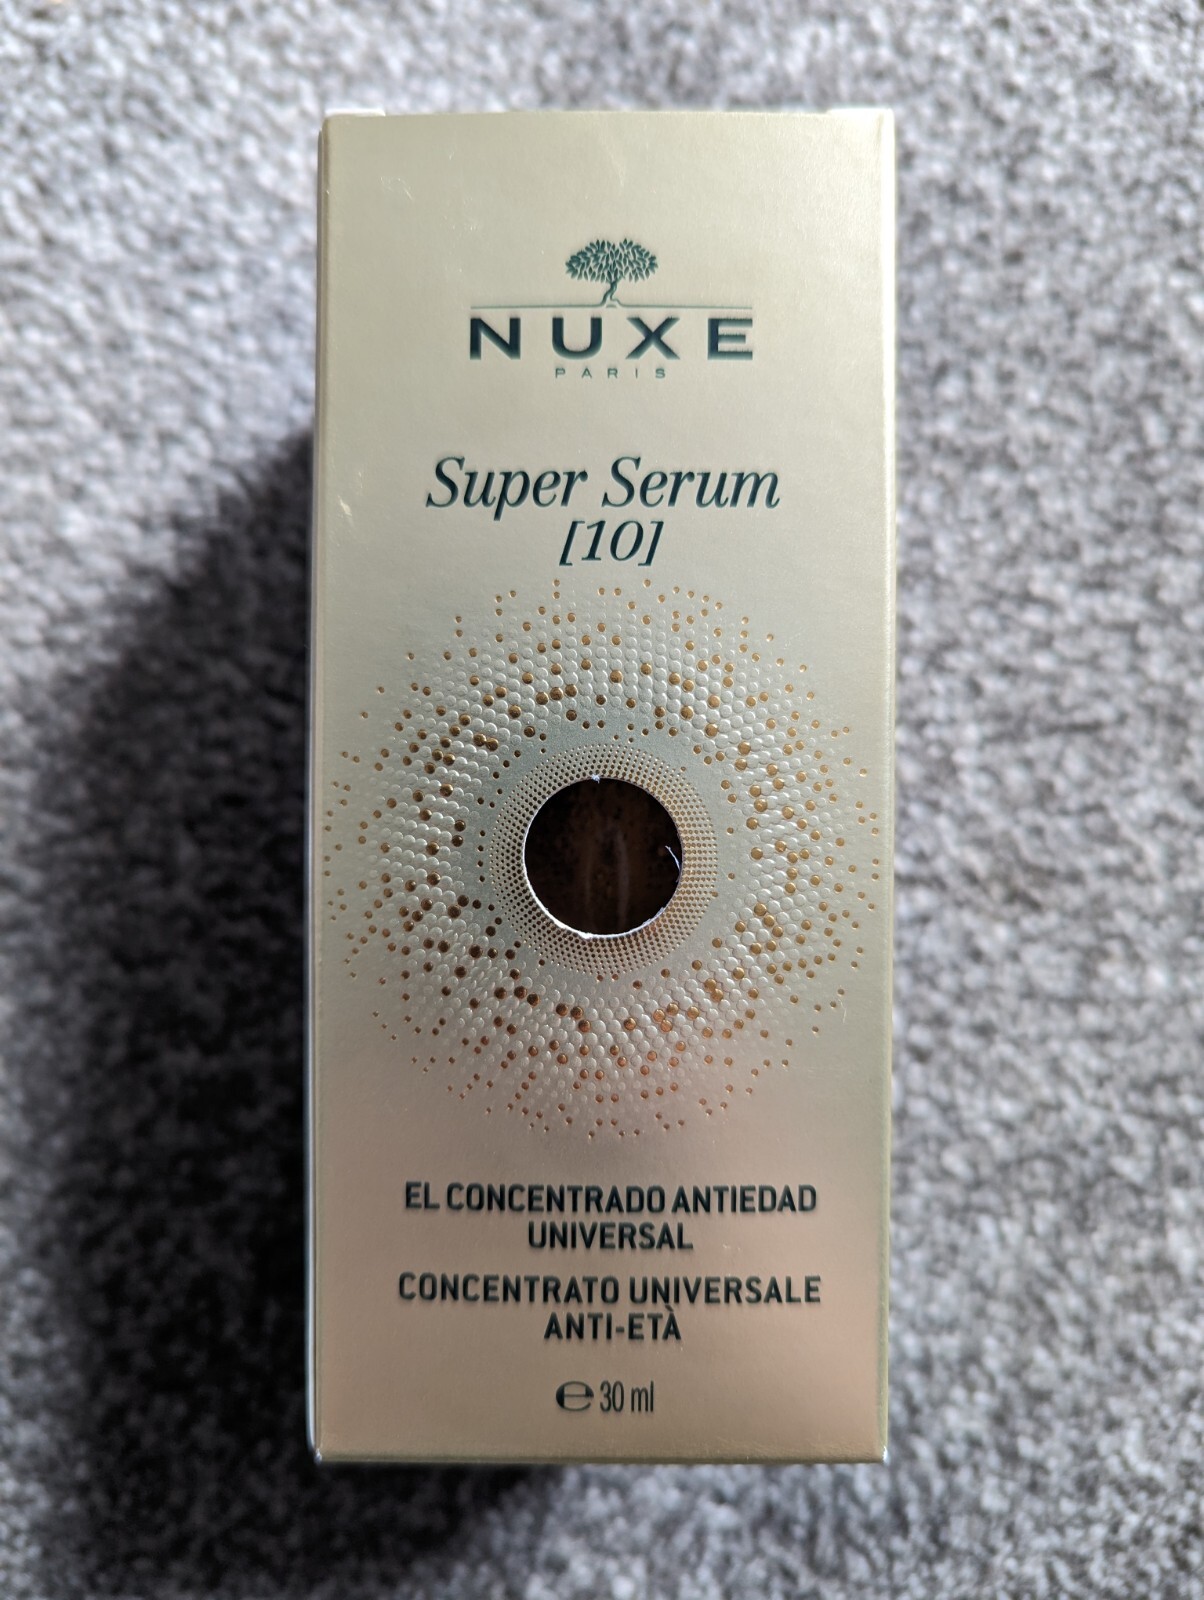 NUXE
PARIS
Super Serum
[10]
EL CONCENTRADO ANTIEDAD
UNIVERSAL
CONCENTRATO UNIVERSALE
ANTI-ETÀ
℮ 30 ml